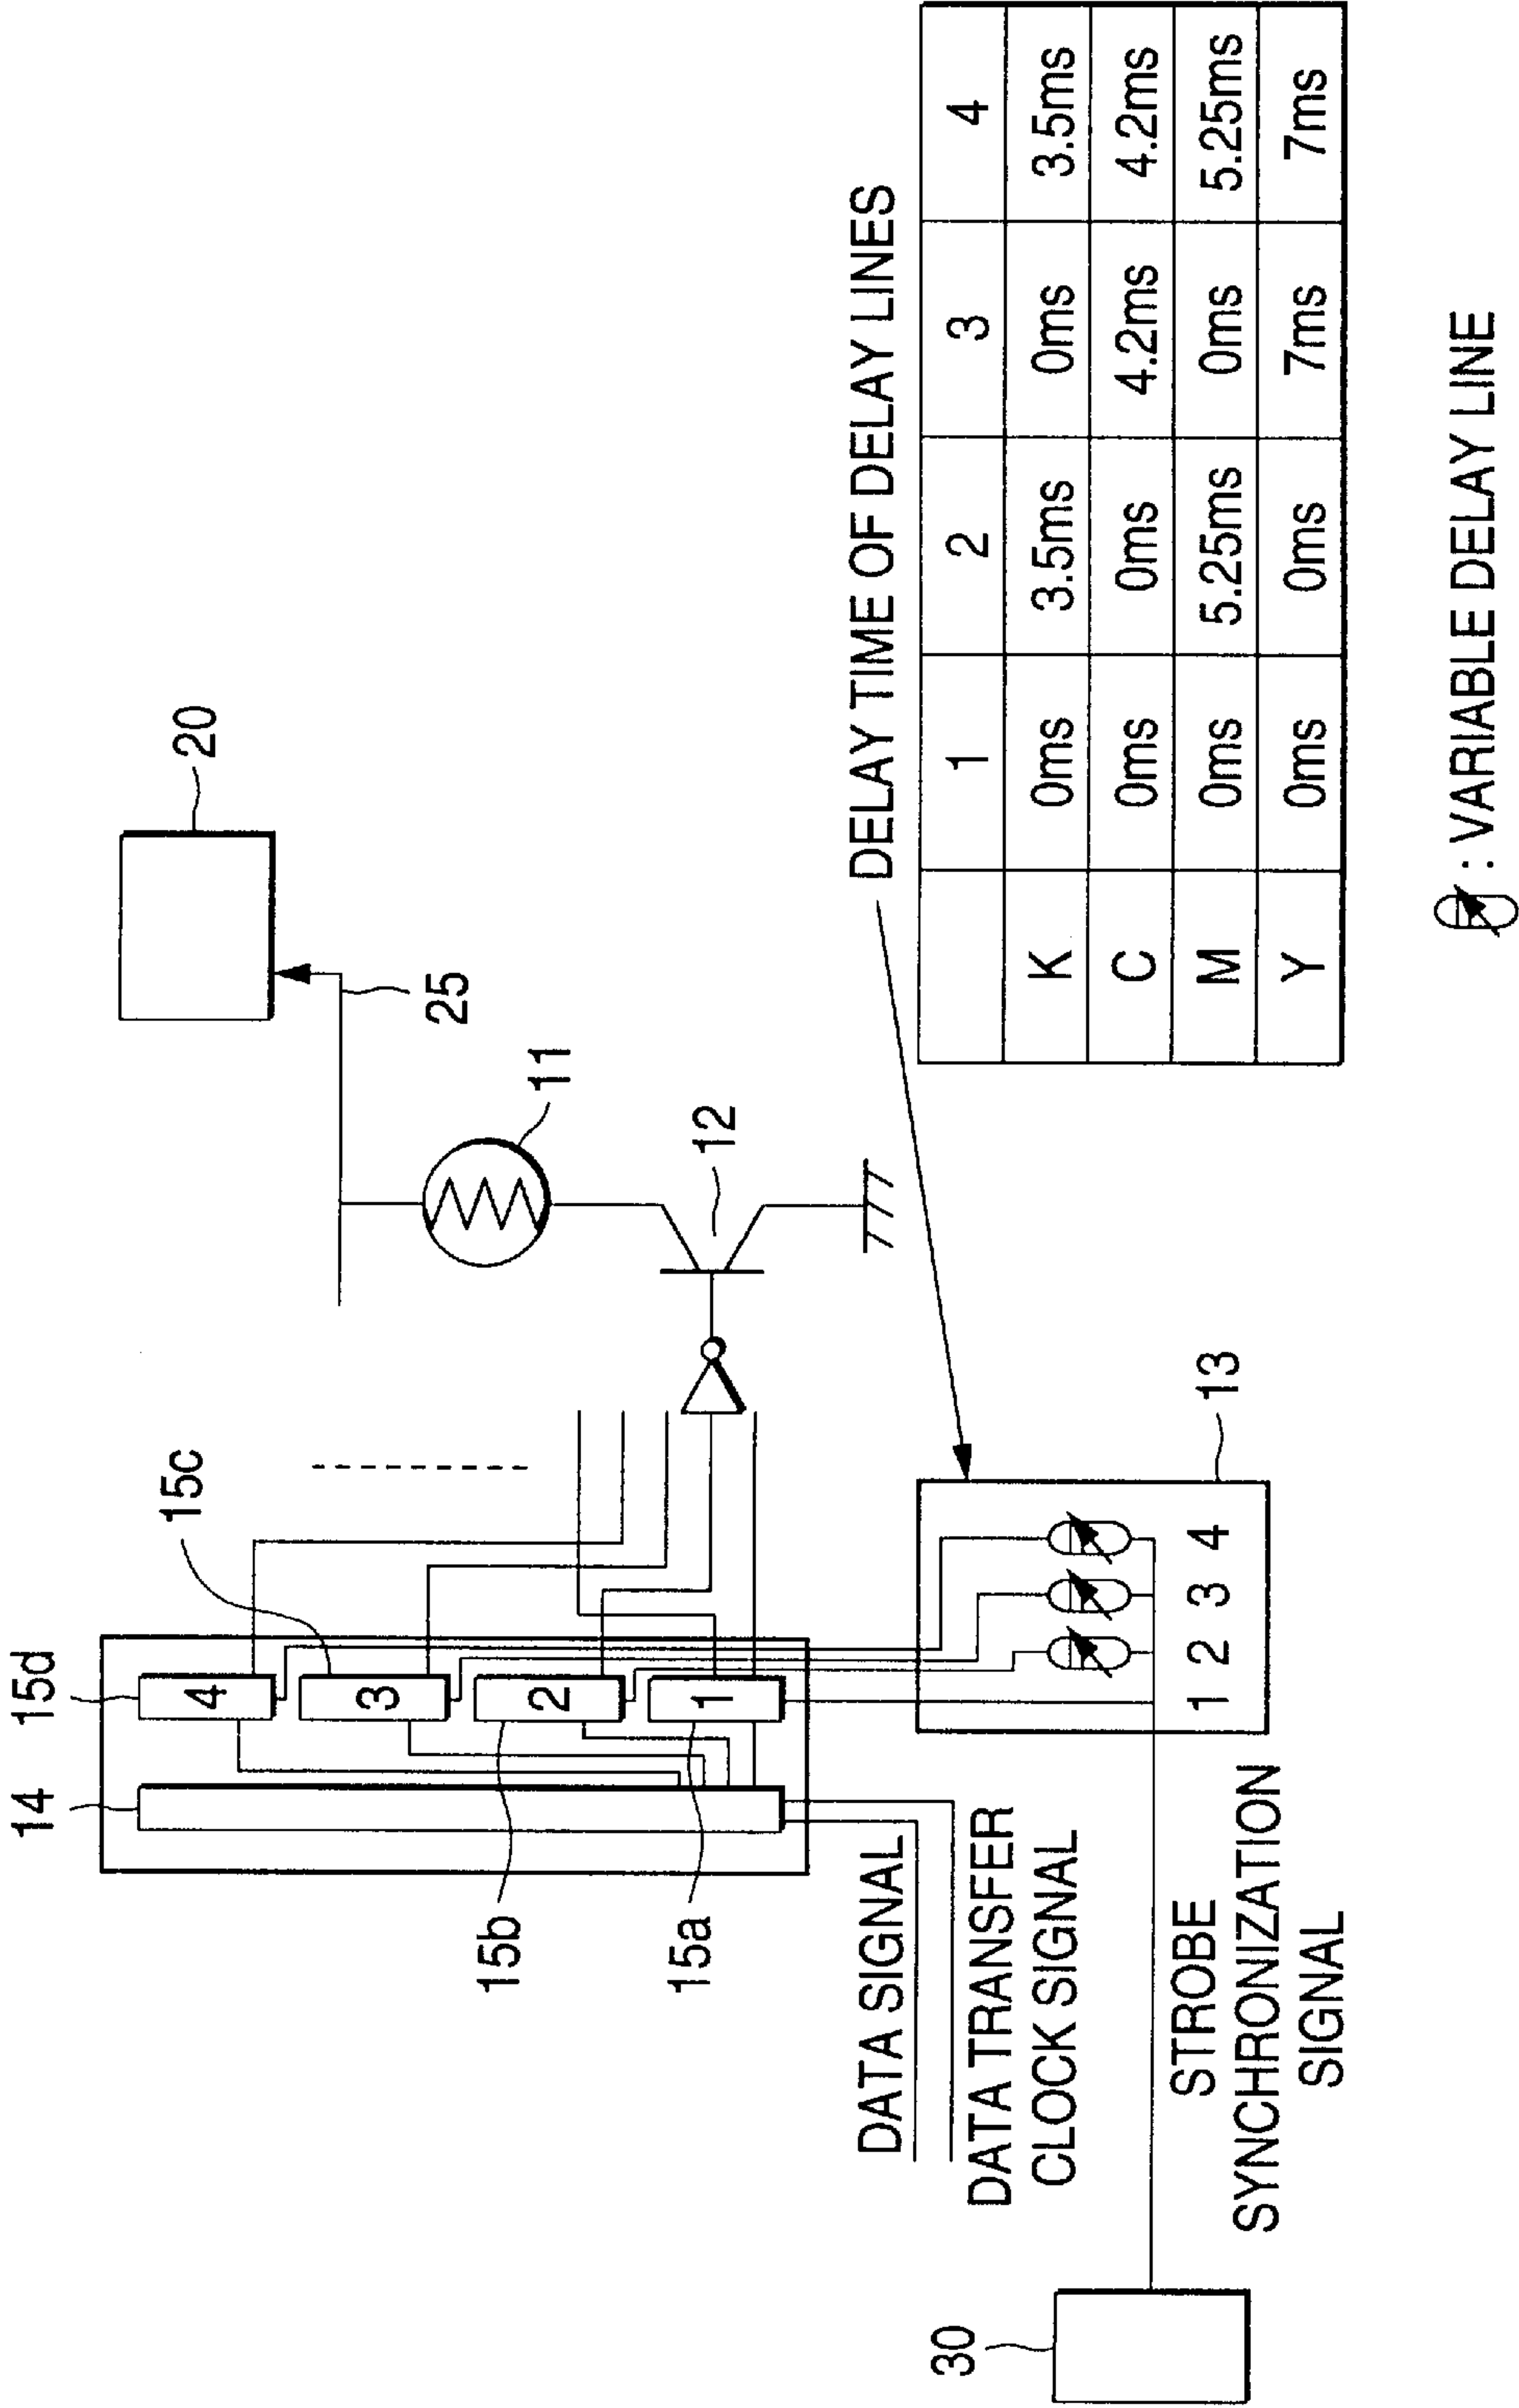 14
15d
15c
4
3
2
1
15b
15a
20
25
11
12
DATA SIGNAL
DATA TRANSFER
CLOCK SIGNAL
STROBE
SYNCHRONIZATION
SIGNAL
30
1 2 3 4
13
DELAY TIME OF DELAY LINES
1 2 3 4
K 0ms 3.5ms 0ms 3.5ms
C 0ms 0ms 4.2ms 4.2ms
M 0ms 5.25ms 0ms 5.25ms
Y 0ms 0ms 7ms 7ms
: VARIABLE DELAY LINE